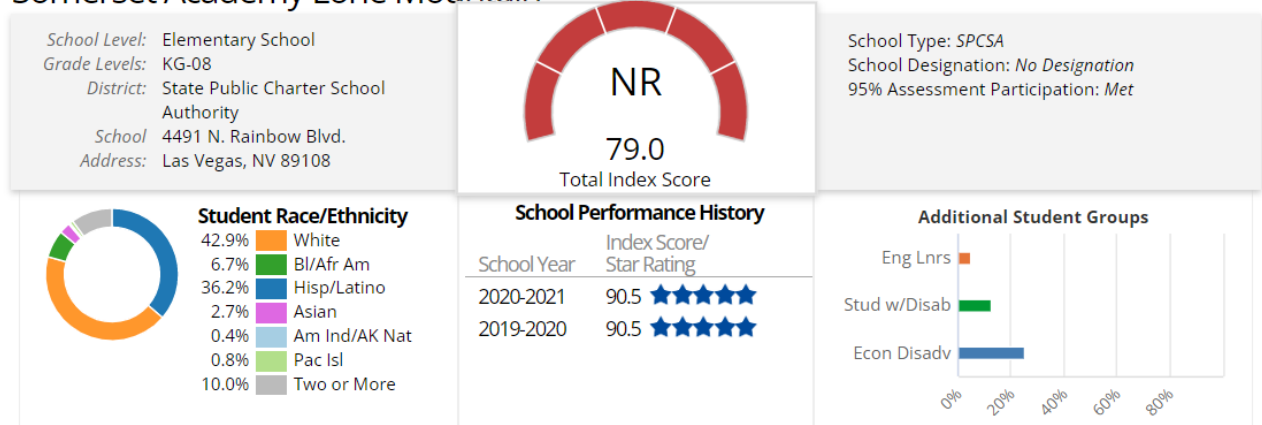 Somerset Academy Lone Mountain
School Level: Elementary School
Grade Levels: KG-08
District: State Public Charter School
Authority
School 4491 N. Rainbow Blvd.
Address: Las Vegas, NV 89108
NR
79.0
Total Index Score
School Type: SPCSA
School Designation: No Designation
95% Assessment Participation: Met
Student Race/Ethnicity
42.9% White
6.7% Bl/Afr Am
36.2% Hisp/Latino
2.7% Asian
0.4% Am Ind/AK Nat
0.8% Pac Isl
10.0% Two or More
School Performance History
Index Score/
School Year Star Rating
2020-2021 90.5
2019-2020 90.5
Additional Student Groups
Eng Lnrs
Stud w/Disab
Econ Disadv
0% 20% 40% 60% 80%